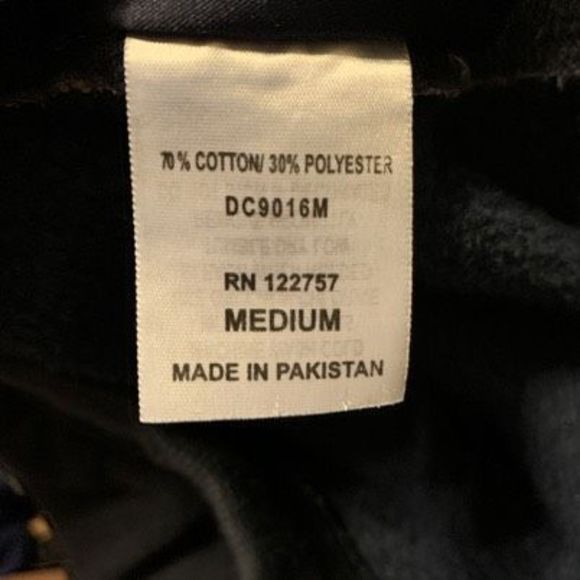 70% COTTON/ 30% POLYESTER
DC9016M
RN 122757
MEDIUM
MADE IN PAKISTAN